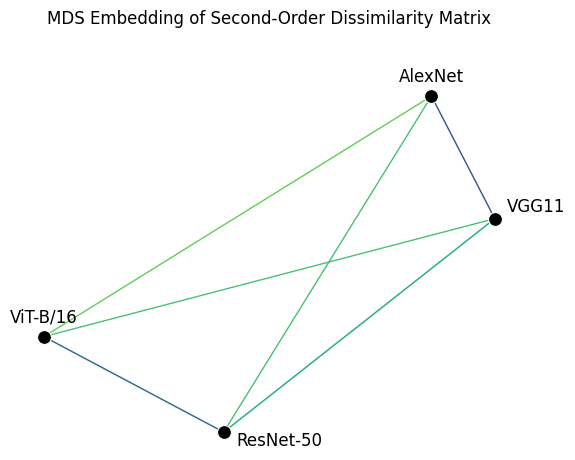 MDS Embedding of Second-Order Dissimilarity Matrix
AlexNet
VGG11
ViT-B/16
ResNet-50